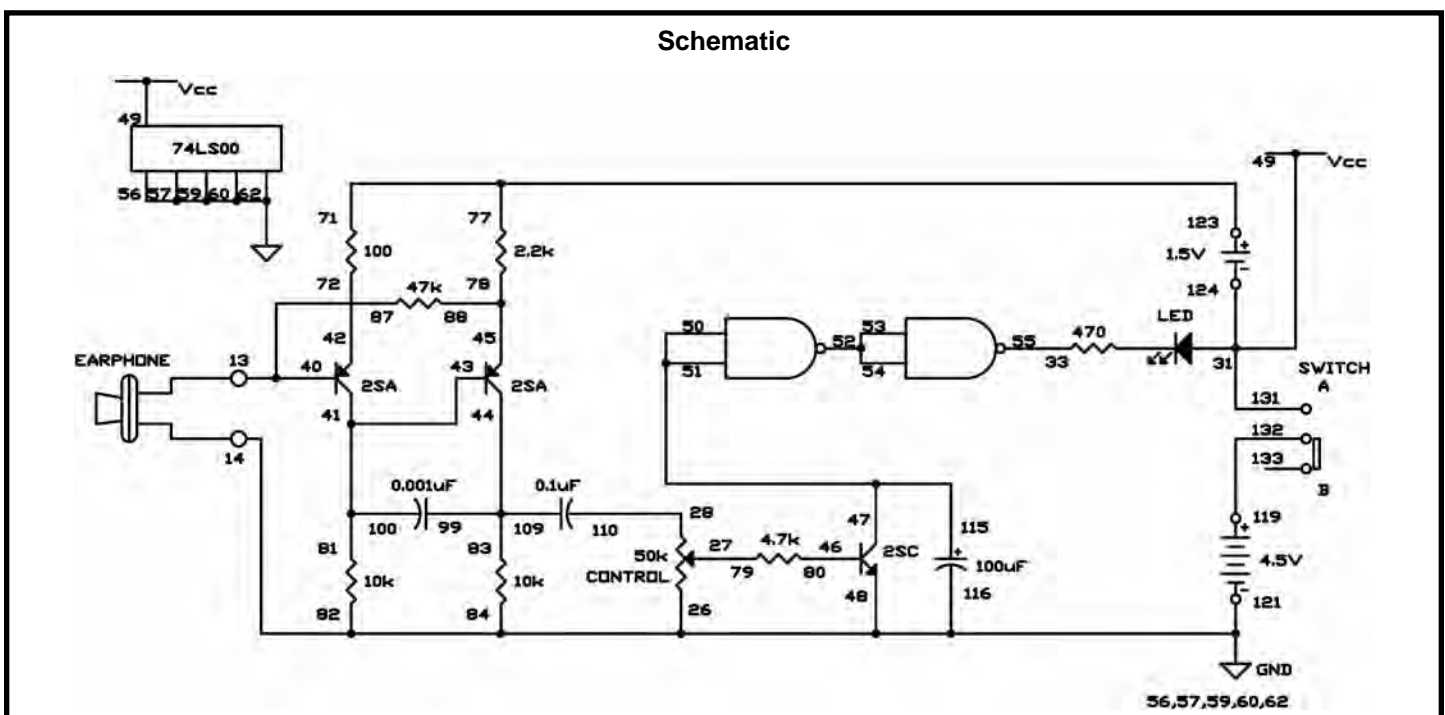 Schematic
Vcc
49
74LS00
56 57 59 60 62
49 Vcc
71
77
123
100
2.2k
1.5V
72
78
124
47k
87 88
LED
42
45
50
52
53
55
470
EARPHONE
13
40
43
51
54
33
31
SWITCH
A
2SA
2SA
131
41
44
132
14
133
B
0.001uF
0.1uF
100 99
109 110
28
47
115
119
81
83
50k
27
4.7k
46
2SC
10k
10k
CONTROL
79 80
100uF
4.5V
48
116
82
84
26
121
GND
56,57,59,60,62